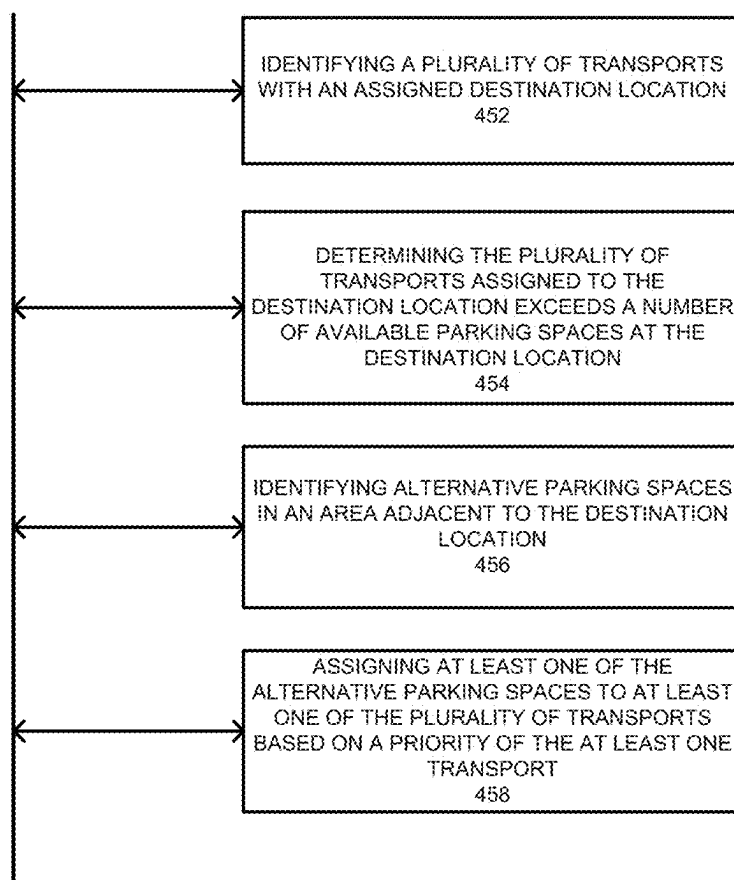 IDENTIFYING A PLURALITY OF TRANSPORTS
WITH AN ASSIGNED DESTINATION LOCATION
452
DETERMINING THE PLURALITY OF
TRANSPORTS ASSIGNED TO THE
DESTINATION LOCATION EXCEEDS A NUMBER
OF AVAILABLE PARKING SPACES AT THE
DESTINATION LOCATION
454
IDENTIFYING ALTERNATIVE PARKING SPACES
IN AN AREA ADJACENT TO THE DESTINATION
LOCATION
456
ASSIGNING AT LEAST ONE OF THE
ALTERNATIVE PARKING SPACES TO AT LEAST
ONE OF THE PLURALITY OF TRANSPORTS
BASED ON A PRIORITY OF THE AT LEAST ONE
TRANSPORT
458